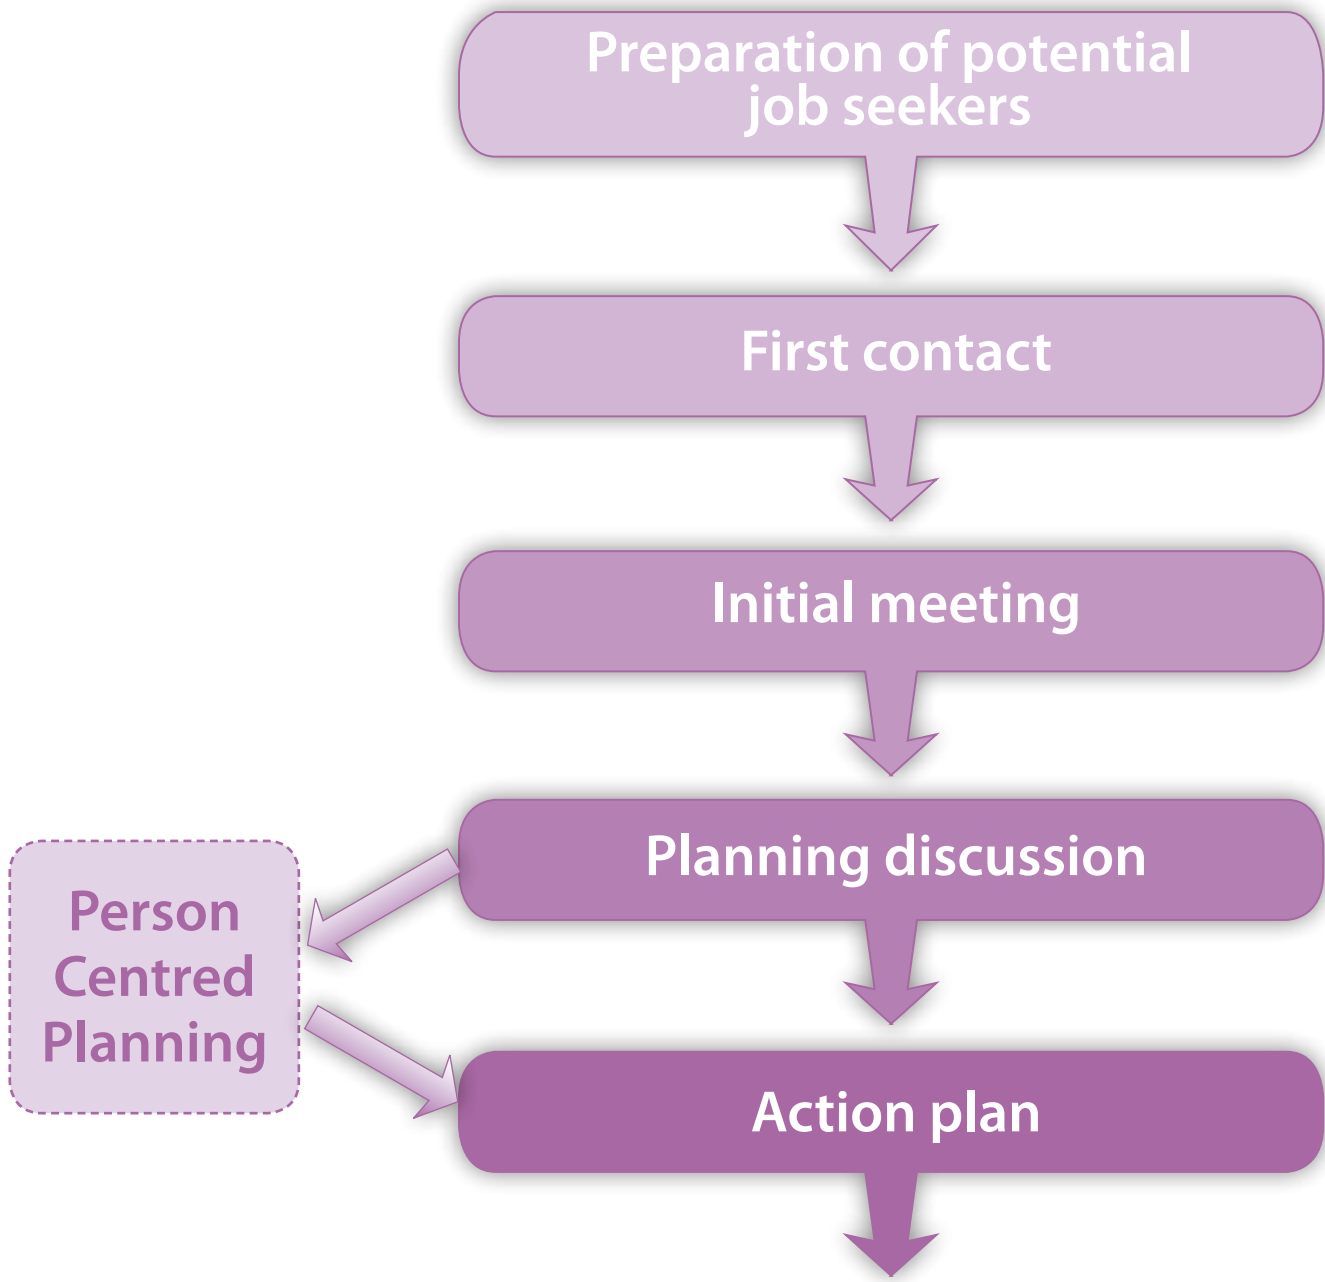 Preparation of potential
job seekers
First contact
Initial meeting
Planning discussion
Person
Centred
Planning
Action plan